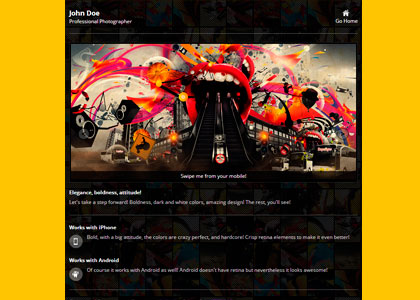 John Doe
Professional Photographer
Go Home
Swipe me from your mobile!
Elegance, boldness, attitude!
Let's take a step forward! Boldness, dark and white colors, amazing design! The rest, you'll see!
Works with iPhone
Bold, with a big attitude, the colors are crazy perfect, and hardcore! Crisp retina elements to make it even better!
Works with Android
Of course it works with Android as well! Android doesn't have retina but nevertheless it looks awesome!